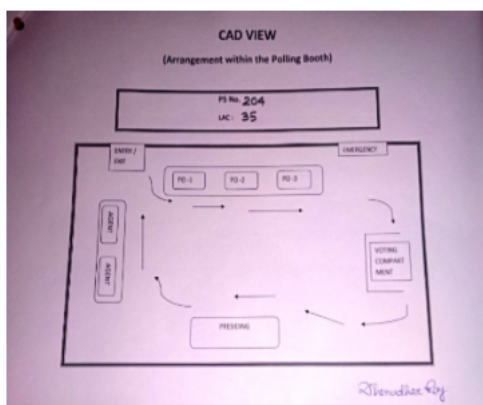 CAD VIEW
(Arrangement within the Polling Booth)
PS No. 204
LAC: 35
ENTRY /
EXIT
EMERGENCY
PO-1
PO-2
PO-3
AGENT
AGENT
VOTING
COMPART
MENT
PRESIDING